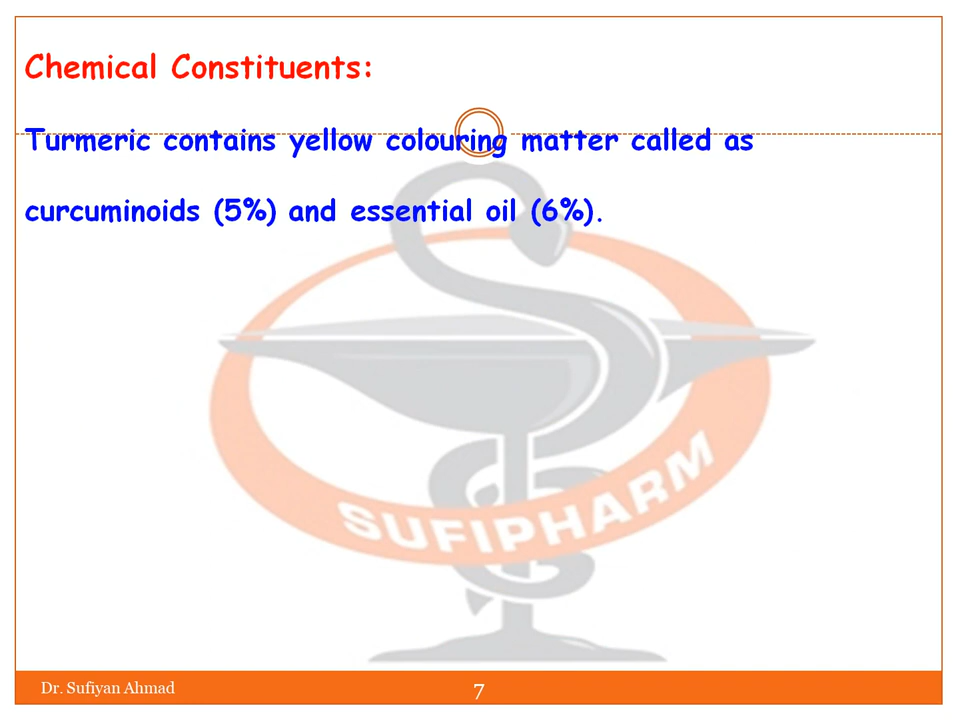 Chemical Constituents:
Turmeric contains yellow colouring matter called as
curcuminoids (5%) and essential oil (6%).
SUFIPHARM
Dr. Sufiyan Ahmad
7